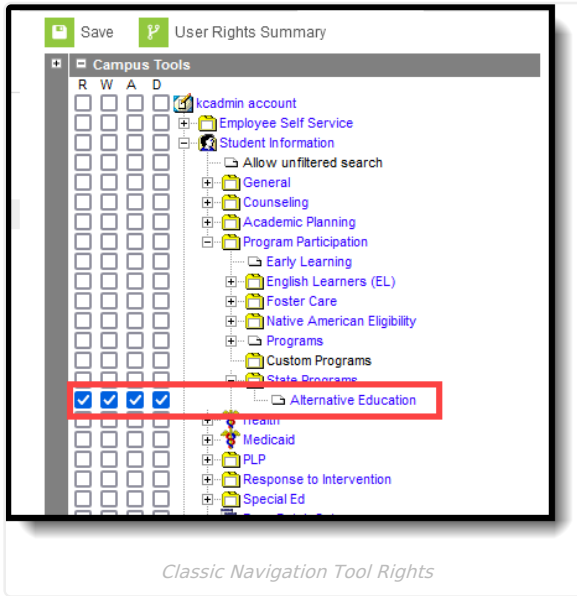 Save User Rights Summary
Campus Tools
R W A D
kcadmin account
Employee Self Service
Student Information
Allow unfiltered search
General
Counseling
Academic Planning
Program Participation
Early Learning
English Learners (EL)
Foster Care
Native American Eligibility
Programs
Custom Programs
State Programs
Alternative Education
Health
Medicaid
PLP
Response to Intervention
Special Ed
Classic Navigation Tool Rights